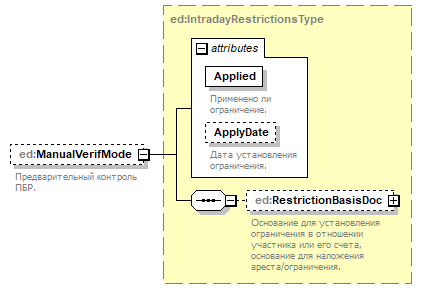 ed:IntradayRestrictionsType
attributes
Applied
Применено ли
ограничение.
ApplyDate
Дата установления
ограничения.
ed:ManualVerifMode
Предварительный контроль
ПБР.
ed:RestrictionBasisDoc
Основание для установления
ограничения в отношении
участника или его счета,
основание для наложения
ареста/ограничения.